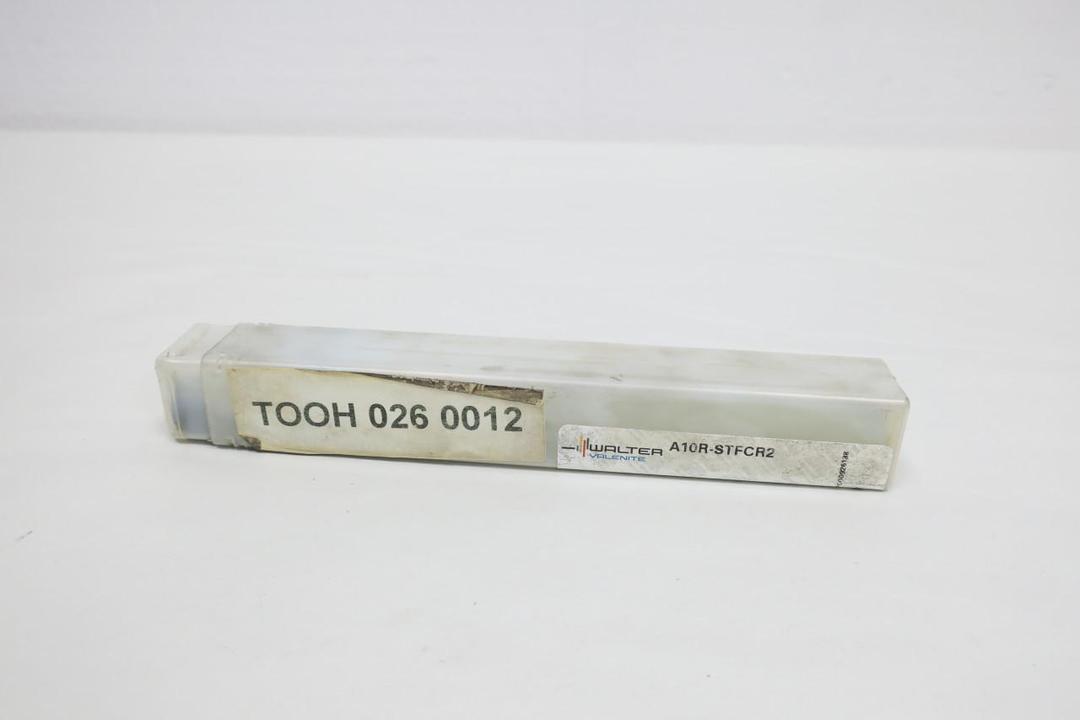 TOOH 026 0012
WALTER
VALENITE
A10R-STFCR2